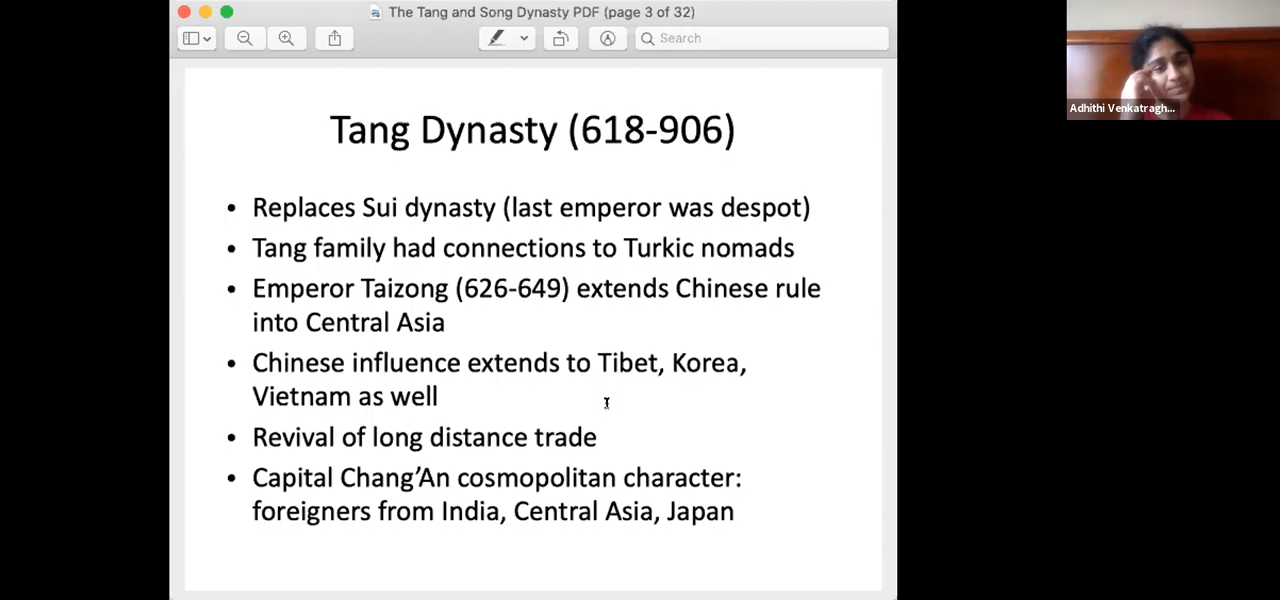 The Tang and Song Dynasty PDF (page 3 of 32)
Search
Tang Dynasty (618-906)
• Replaces Sui dynasty (last emperor was despot)
• Tang family had connections to Turkic nomads
• Emperor Taizong (626-649) extends Chinese rule
into Central Asia
• Chinese influence extends to Tibet, Korea,
Vietnam as well
• Revival of long distance trade
• Capital Chang’An cosmopolitan character:
foreigners from India, Central Asia, Japan
Adhithi Venkatragh...